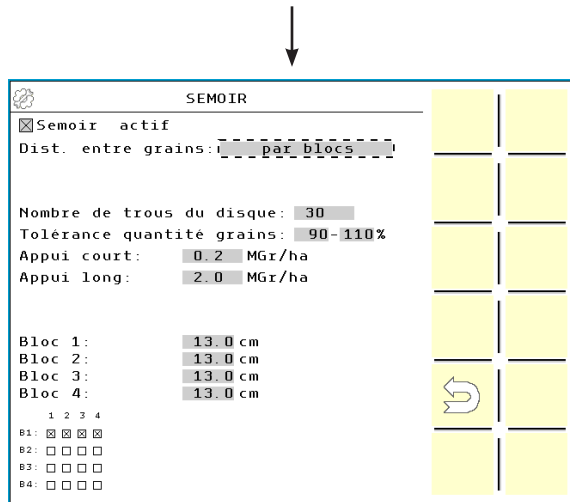 SEMOIR
Semoir actif
Dist. entre grains: par blocs
Nombre de trous du disque: 30
Tolérance quantité grains: 90-110%
Appui court: 0.2 MGr/ha
Appui long: 2.0 MGr/ha
Bloc 1: 13.0 cm
Bloc 2: 13.0 cm
Bloc 3: 13.0 cm
Bloc 4: 13.0 cm
1 2 3 4
B1:
B2:
B3:
B4: